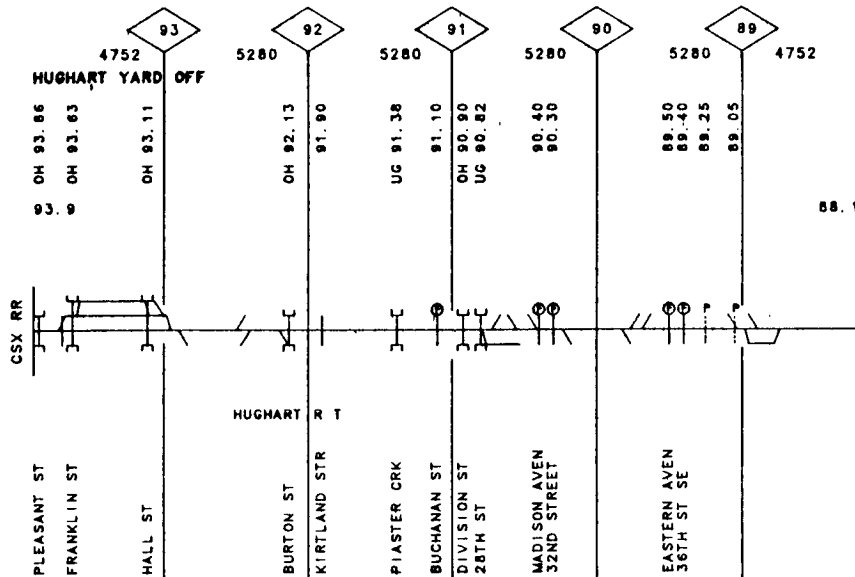 93
92
91
90
89
4752
5280
5280
5280
5280
4752
HUGHART YARD OFF
OH 93.86
OH 93.63
OH 93.11
OH 92.13
91.90
UG 91.38
91.10
OH 90.90
UG 90.82
90.40
90.30
89.50
89.40
89.25
89.05
93.9
88.1
CSX RR
P
F
F
F
F
P
P
HUGHART R T
PLEASANT ST
FRANKLIN ST
HALL ST
BURTON ST
KIRTLAND STR
PIASTER CRK
BUCHANAN ST
DIVISION ST
28TH ST
MADISON AVEN
32ND STREET
EASTERN AVEN
36TH ST SE